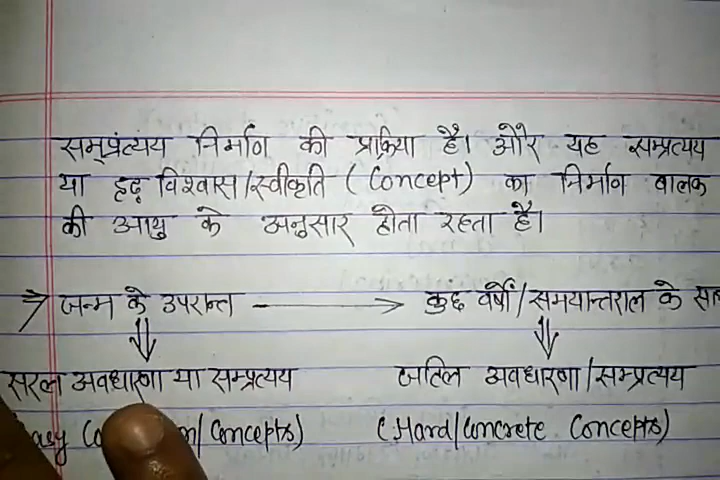 सम्प्रत्यय निर्माण की प्रक्रिया है। और यह सम्प्रत्यय
या दृढ़ विश्वास/स्वीकृति (Concept) का निर्माण बालक
की आयु के अनुसार होता रहता है।
⇒ जन्म के उपरान्त → कुछ वर्षों/समयान्तराल के
सरल अवधारणा या सम्प्रत्यय जटिल अवधारणा/सम्प्रत्यय
Concepts) (Hard/Concrete Concepts)